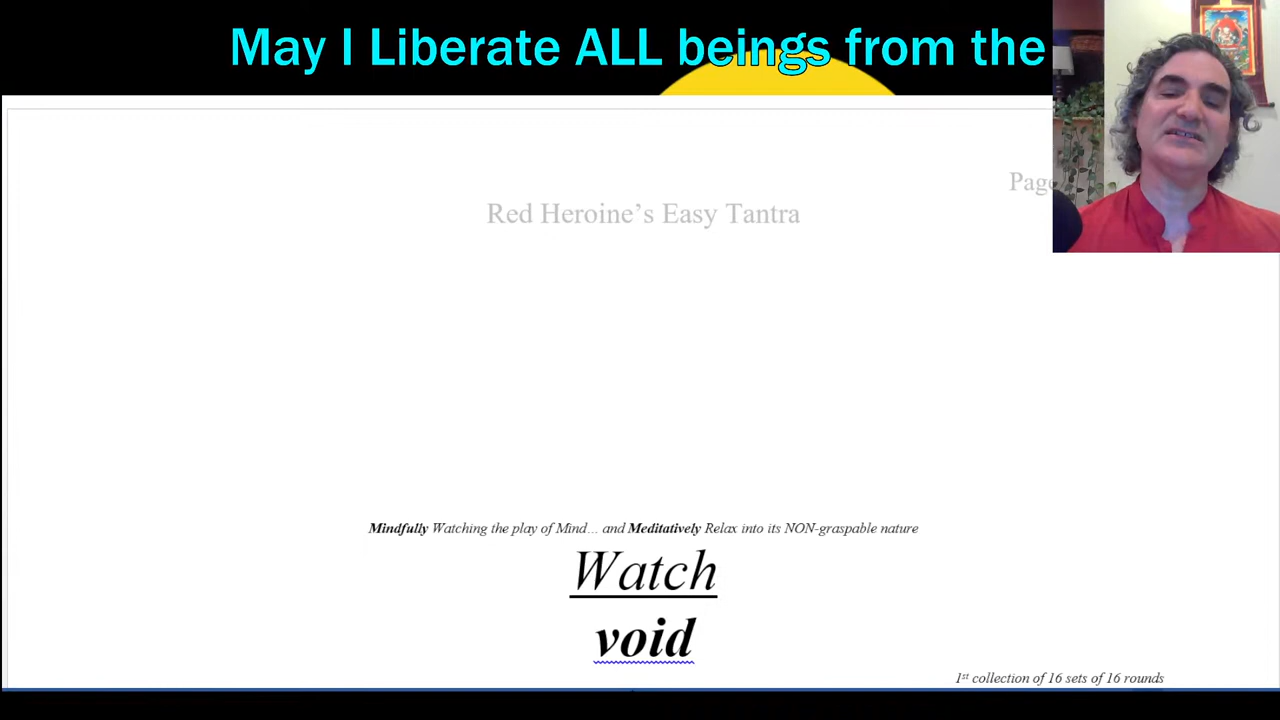 May I Liberate ALL beings from the
Page
Red Heroine’s Easy Tantra
Mindfully Watching the play of Mind… and Meditatively Relax into its NON-graspable nature
Watch
void
1st collection of 16 sets of 16 rounds